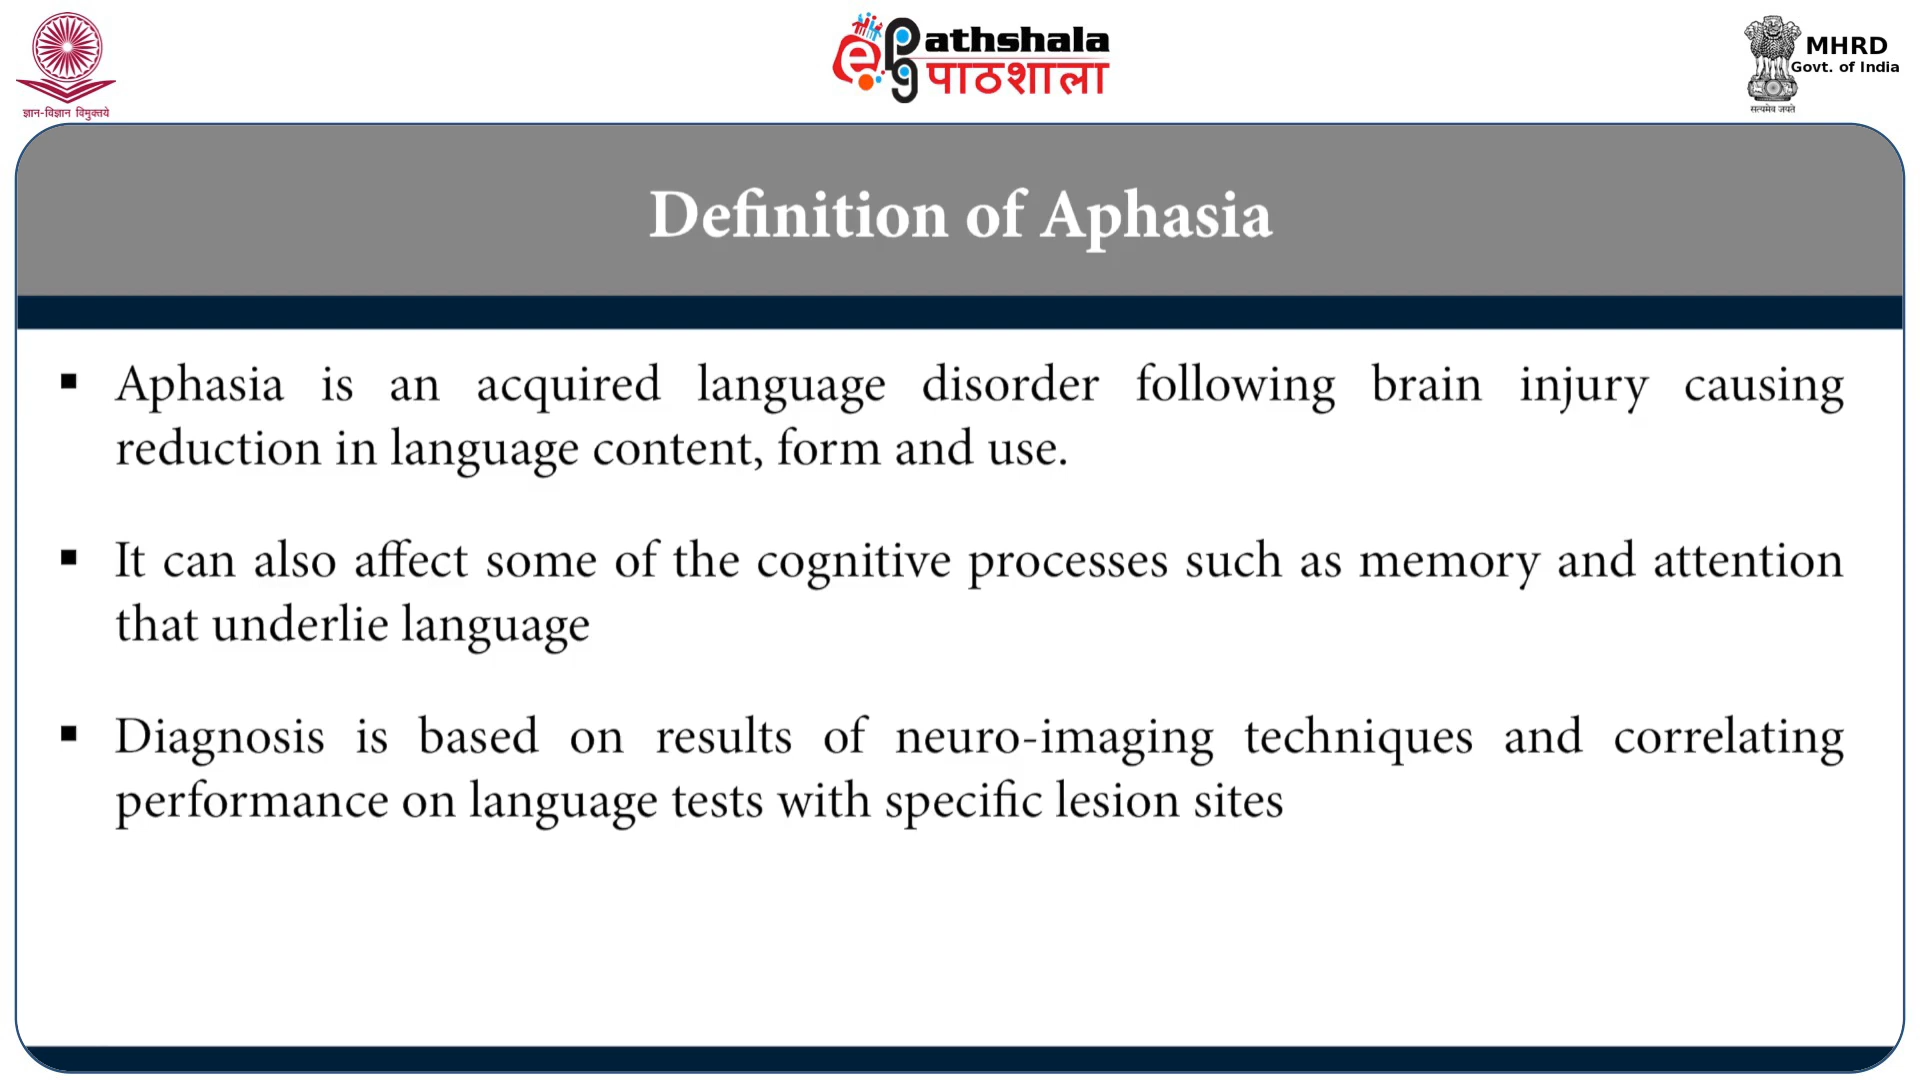 ज्ञान-विज्ञान विमुक्तये
ePG Pathshala
पाठशाला
MHRD
Govt. of India
सत्यमेव जयते
Definition of Aphasia
▪ Aphasia is an acquired language disorder following brain injury causing
reduction in language content, form and use.
▪ It can also affect some of the cognitive processes such as memory and attention
that underlie language
▪ Diagnosis is based on results of neuro-imaging techniques and correlating
performance on language tests with specific lesion sites